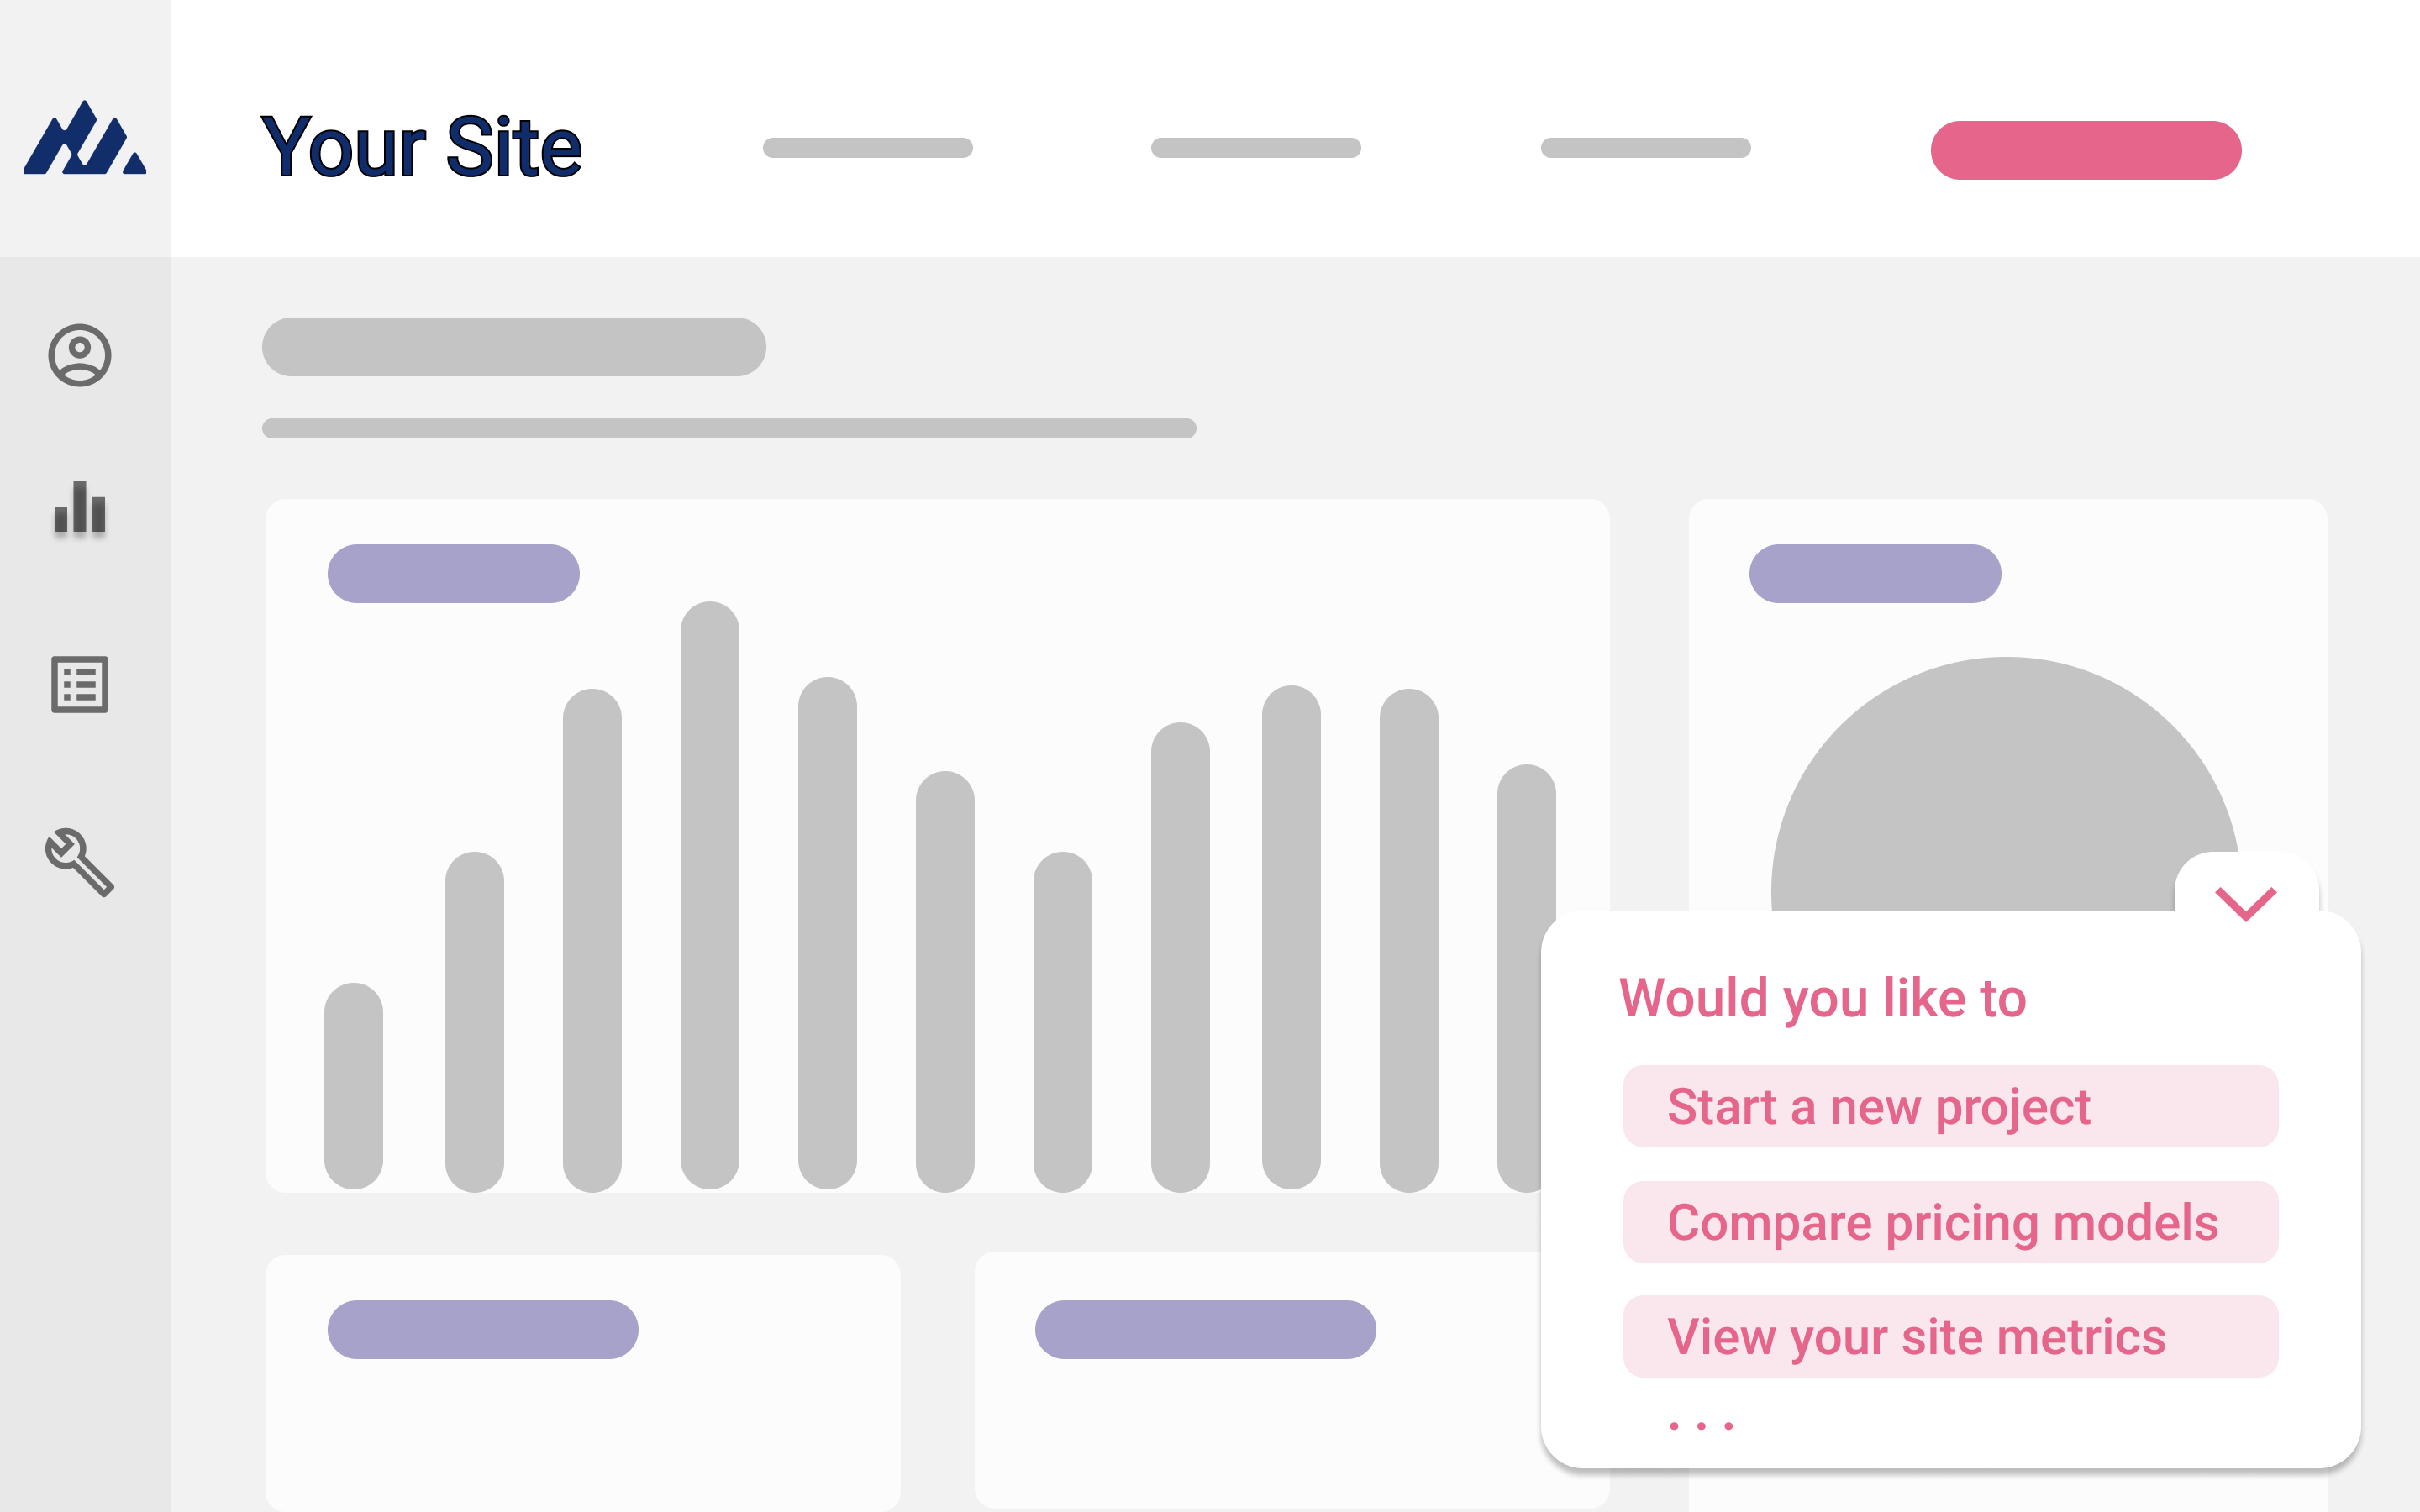 Your Site
Would you like to
Start a new project
Compare pricing models
View your site metrics
. . .